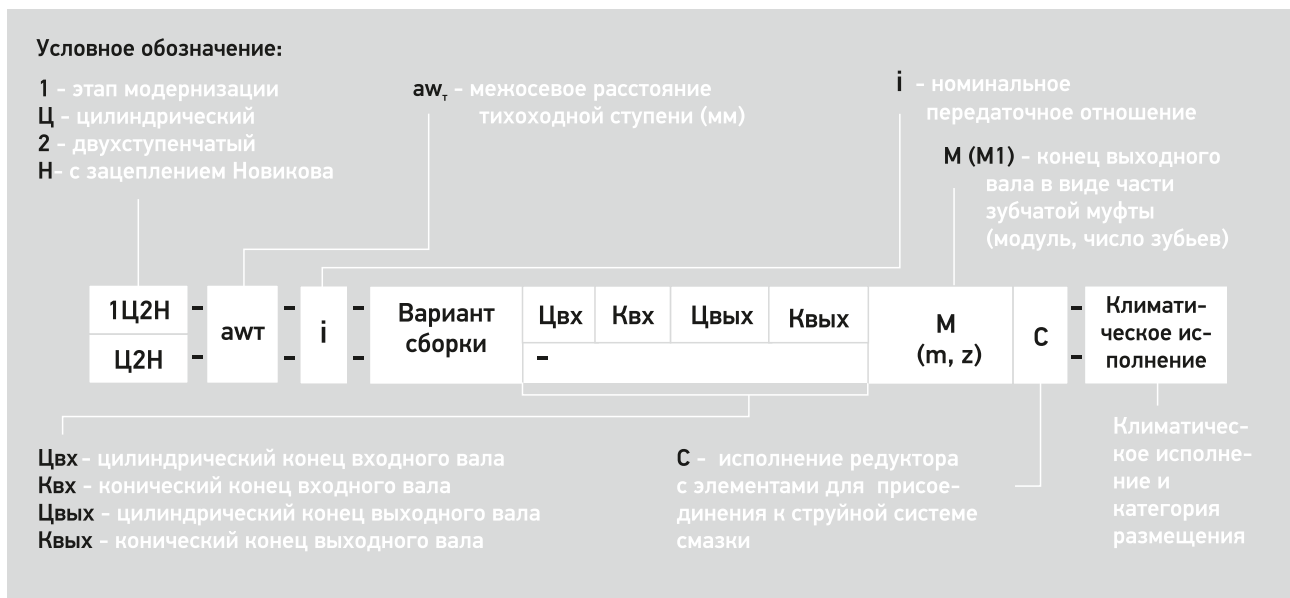 Условное обозначение:
1 - этап модернизации
Ц - цилиндрический
2 - двухступенчатый
Н- с зацеплением Новикова
awт - межосевое расстояние
тихоходной ступени (мм)
i - номинальное
передаточное отношение
М (М1) - конец выходного
вала в виде части
зубчатой муфты
(модуль, число зубьев)
1Ц2Н
Ц2Н
-
-
awт
-
-
i
-
-
Вариант
сборки
Цвх
Квх
Цвых
Квых
-
М
(m, z)
С
-
-
Климати-
ческое ис-
полнение
Цвх - цилиндрический конец входного вала
Квх - конический конец входного вала
Цвых - цилиндрический конец выходного вала
Квых - конический конец выходного вала
С - исполнение редуктора
с элементами для присое-
динения к струйной системе
смазки
Климатичес-
кое исполне-
ние и
категория
размещения